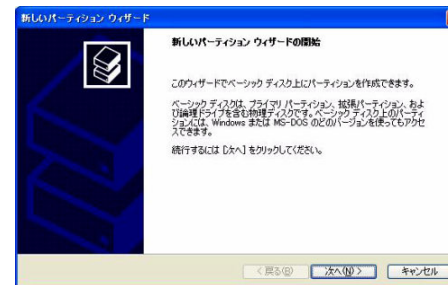 新しいパーティション ウィザード
新しいパーティション ウィザードの開始
このウィザードでベーシック ディスク上にパーティションを作成できます。
ベーシック ディスクは、プライマリ パーティション、拡張パーティション、およ
び論理ドライブを含む物理ディスクです。ベーシック ディスク上のパーティ
ションには、Windows または MS-DOS のどのバージョンを使ってもアクセ
スできます。
続行するには [次へ] をクリックしてください。
< 戻る(B)
次へ(N) >
キャンセル